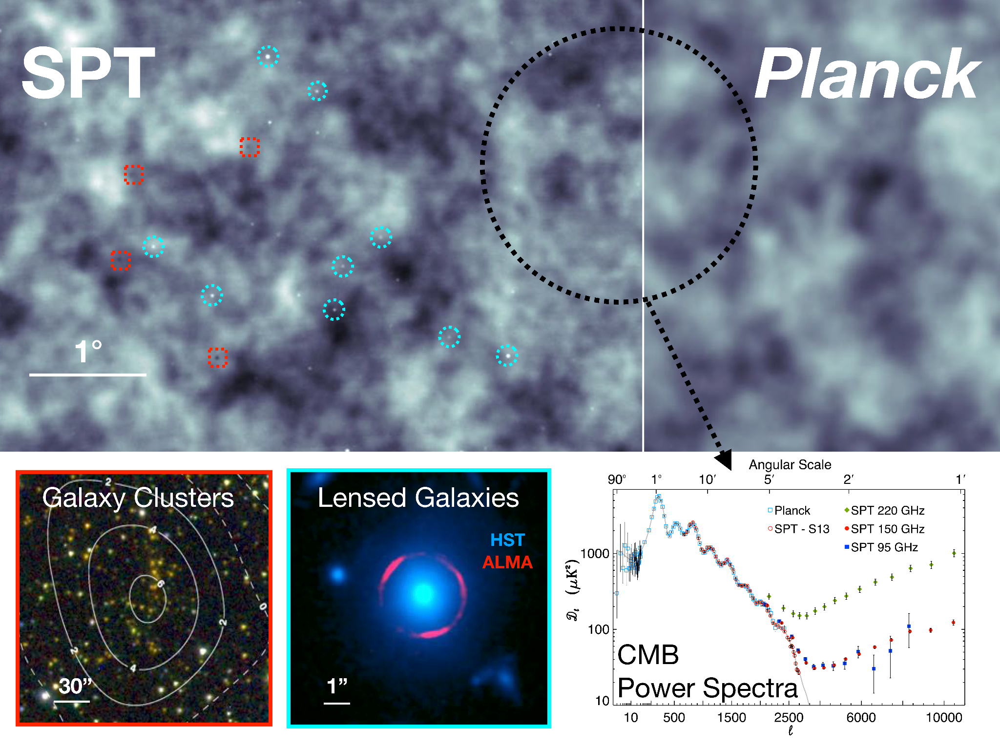 SPT
Planck
1°
Galaxy Clusters
2
4
6
0
2
2
4
30”
Lensed Galaxies
HST
ALMA
1”
Angular Scale
90° 1° 10′ 5′ 2′ 1′
Planck
SPT - S13
SPT 220 GHz
SPT 150 GHz
SPT 95 GHz
1000
100
10
𝒟ℓ (μK²)
CMB
Power Spectra
10 500 1500 2500 6000 10000
ℓ